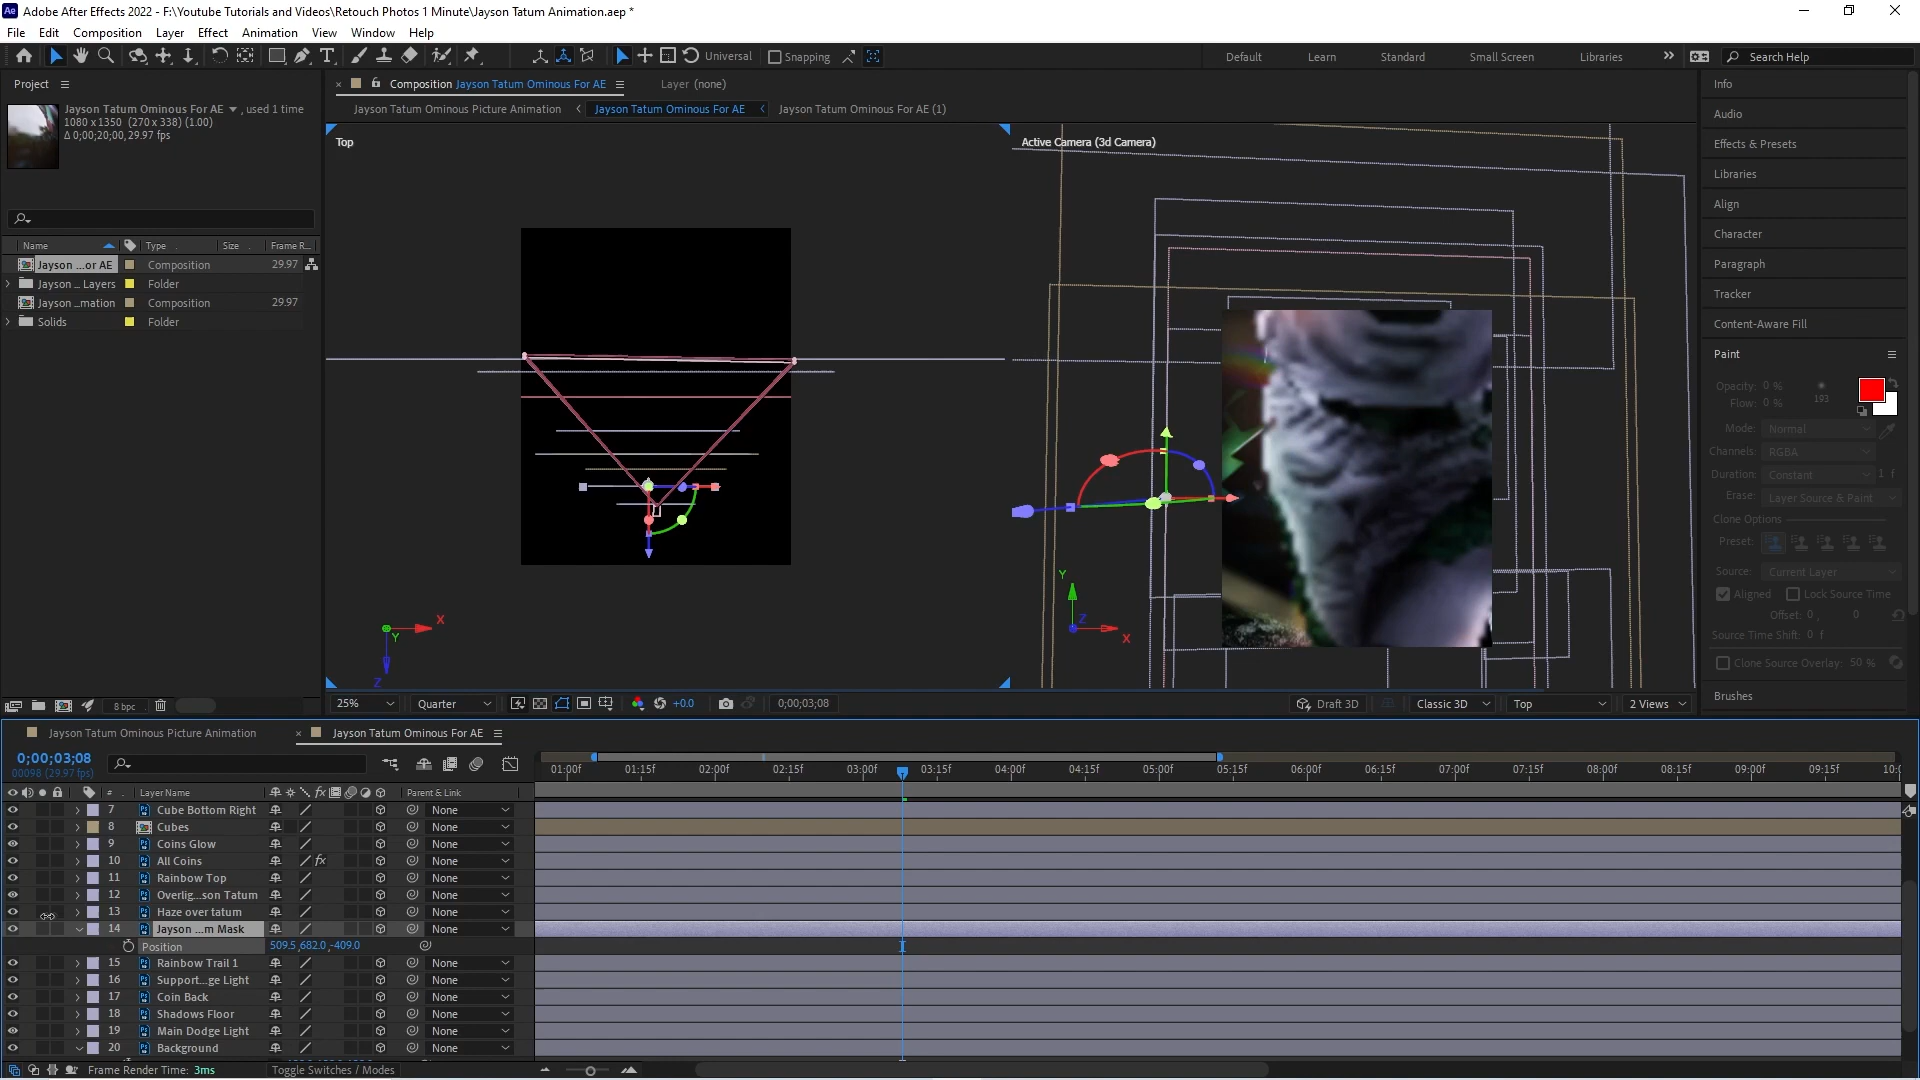 Adobe After Effects 2022 - F:\Youtube Tutorials and Videos\Retouch Photos 1 Minute\Jayson Tatum Animation.aep *
File Edit Composition Layer Effect Animation View Window Help
Universal Snapping Default Learn Standard Small Screen Libraries Search Help
Project Composition Jayson Tatum Ominous For AE Layer (none) Info
Jayson Tatum Ominous For AE , used 1 time
1080 x 1350 (270 x 338) (1.00)
Δ 0;00;20;00, 29.97 fps
Jayson Tatum Ominous Picture Animation Jayson Tatum Ominous For AE Jayson Tatum Ominous For AE (1)
Top Active Camera (3d Camera)
Audio
Effects & Presets
Libraries
Align
Character
Paragraph
Tracker
Content-Aware Fill
Paint
Name Type Size Frame R...
Jayson ...or AE Composition 29.97
Jayson ... Layers Folder
Jayson ...mation Composition 29.97
Solids Folder
Opacity: 0 %
Flow: 0 % 193
Mode: Normal
Channels: RGBA
Duration: Constant 1 f
Erase: Layer Source & Paint
Clone Options
Preset:
Source: Current Layer
Aligned Lock Source Time
Offset: 0 , 0
Source Time Shift: 0 f
Clone Source Overlay: 50 %
Brushes
X Y Z
Y Z X
8 bpc 25% Quarter +0.0 0;00;03;08 Draft 3D Classic 3D Top 2 Views
Jayson Tatum Ominous Picture Animation Jayson Tatum Ominous For AE
0;00;03;08
00098 (29.97 fps)
01:00f 01:15f 02:00f 02:15f 03:00f 03:15f 04:00f 04:15f 05:00f 05:15f 06:00f 06:15f 07:00f 07:15f 08:00f 08:15f 09:00f 09:15f 10:0
# Layer Name Parent & Link
7 Cube Bottom Right None
8 Cubes None
9 Coins Glow None
10 All Coins fx None
11 Rainbow Top None
12 Overlig...son Tatum None
13 Haze over tatum None
14 Jayson ...m Mask None
Position 509.5,682.0,-409.0
15 Rainbow Trail 1 None
16 Support...ge Light None
17 Coin Back None
18 Shadows Floor None
19 Main Dodge Light None
20 Background None
Frame Render Time: 3ms Toggle Switches / Modes